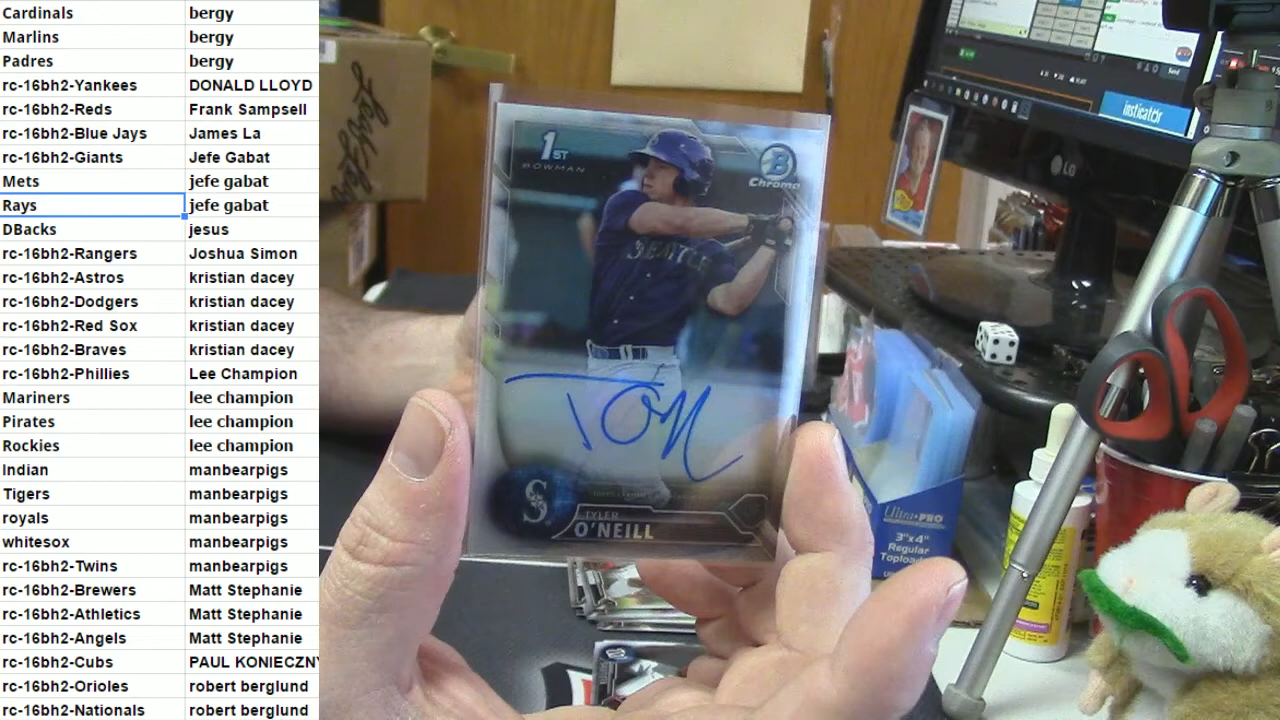 Cardinals bergy
Marlins bergy
Padres bergy
rc-16bh2-Yankees DONALD LLOYD
rc-16bh2-Reds Frank Sampsell
rc-16bh2-Blue Jays James La
rc-16bh2-Giants Jefe Gabat
Mets jefe gabat
Rays jefe gabat
DBacks jesus
rc-16bh2-Rangers Joshua Simon
rc-16bh2-Astros kristian dacey
rc-16bh2-Dodgers kristian dacey
rc-16bh2-Red Sox kristian dacey
rc-16bh2-Braves kristian dacey
rc-16bh2-Phillies Lee Champion
Mariners lee champion
Pirates lee champion
Rockies lee champion
Indian manbearpigs
Tigers manbearpigs
royals manbearpigs
whitesox manbearpigs
rc-16bh2-Twins manbearpigs
rc-16bh2-Brewers Matt Stephanie
rc-16bh2-Athletics Matt Stephanie
rc-16bh2-Angels Matt Stephanie
rc-16bh2-Cubs PAUL KONIECZNY
rc-16bh2-Orioles robert berglund
rc-16bh2-Nationals robert berglund
1ST
BOWMAN
B
Chrome
SEATTLE
S
TYLER
O'NEILL
insticator
LG
Ultra·PRO
3"x4"
Regular